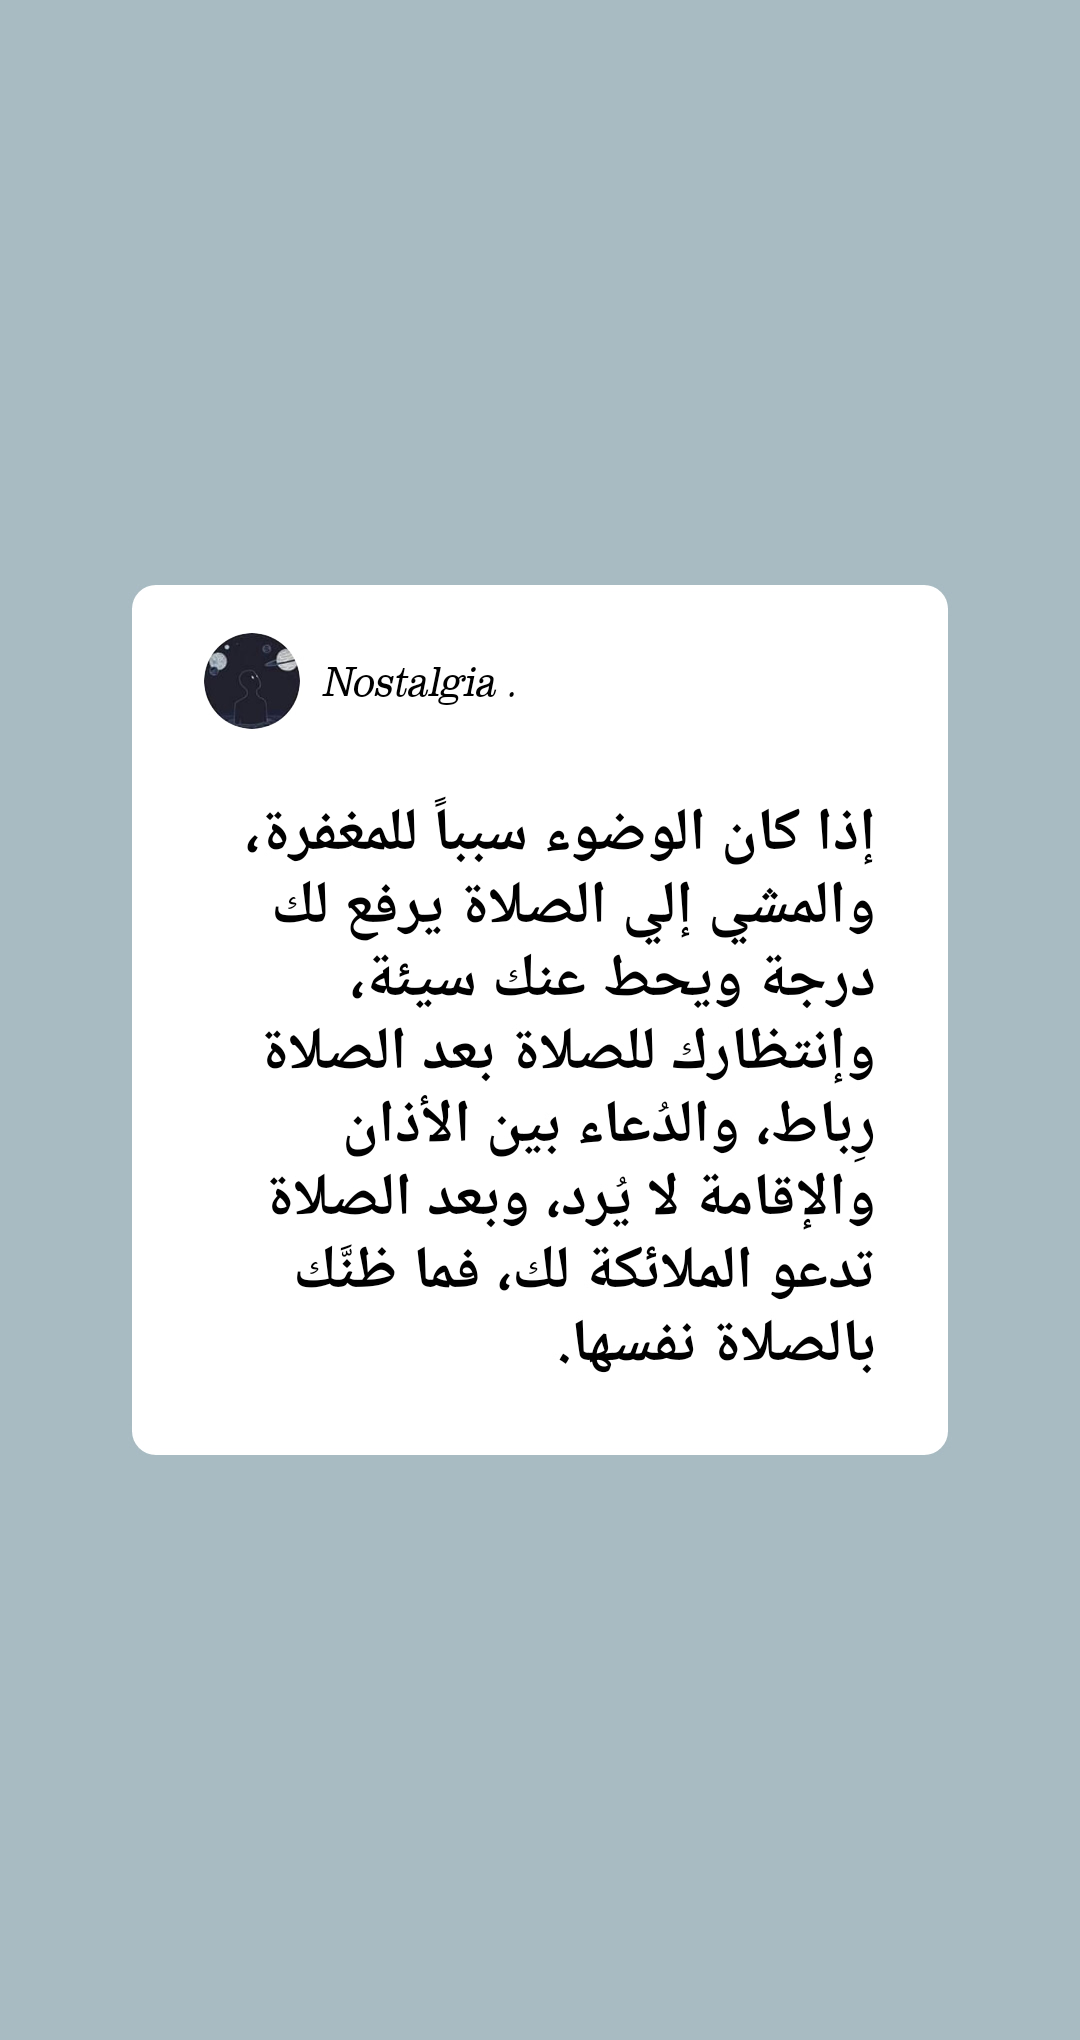 Nostalgia .
إذا كان الوضوء سبباً للمغفرة،
والمشي إلي الصلاة يرفع لك
درجة ويحط عنك سيئة،
وإنتظارك للصلاة بعد الصلاة
رِباط، والدُعاء بين الأذان
والإقامة لا يُرد، وبعد الصلاة
تدعو الملائكة لك، فما ظنَّك
بالصلاة نفسها.